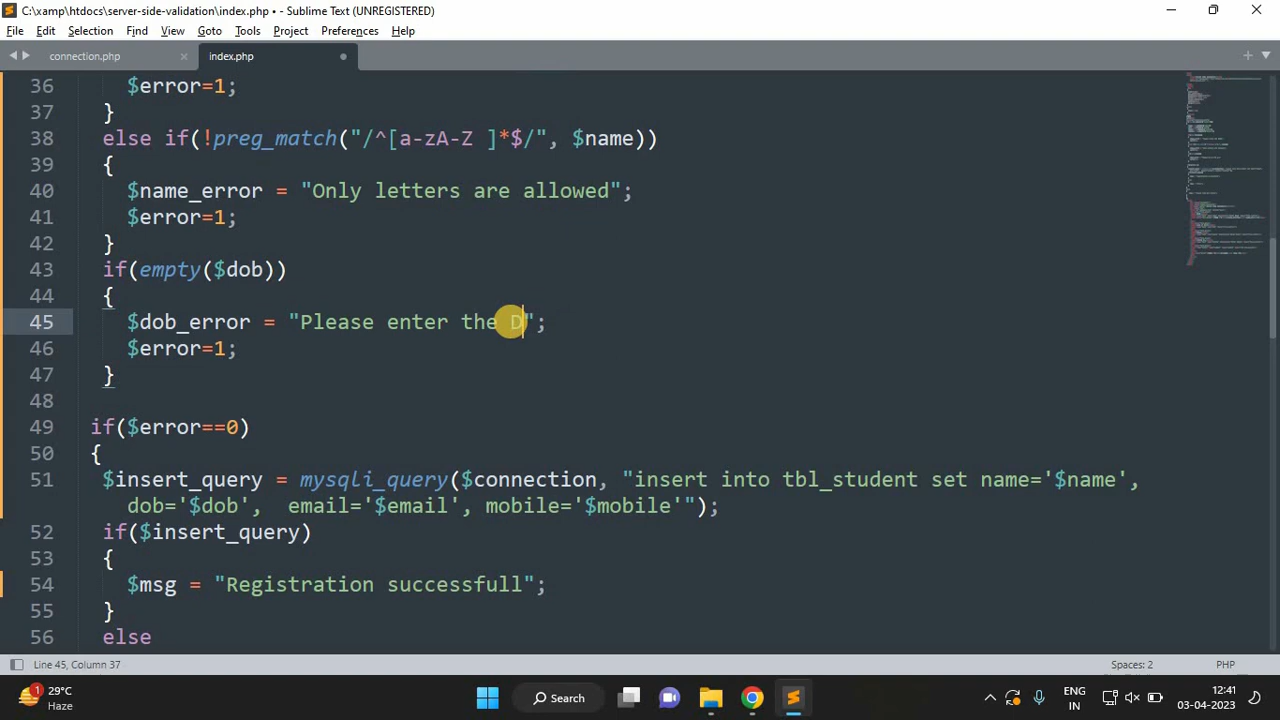 C:\xamp\htdocs\server-side-validation\index.php • - Sublime Text (UNREGISTERED)
File Edit Selection Find View Goto Tools Project Preferences Help
connection.php index.php
36 $error=1;
37 }
38 else if(!preg_match("/^[a-zA-Z ]*$/", $name))
39 {
40 $name_error = "Only letters are allowed";
41 $error=1;
42 }
43 if(empty($dob))
44 {
45 $dob_error = "Please enter the D";
46 $error=1;
47 }
48
49 if($error==0)
50 {
51 $insert_query = mysqli_query($connection, "insert into tbl_student set name='$name',
dob='$dob',  email='$email', mobile='$mobile'");
52 if($insert_query)
53 {
54 $msg = "Registration successfull";
55 }
56 else
Line 45, Column 37 Spaces: 2 PHP
1 29°C
Haze
Search
ENG
IN
12:41
03-04-2023